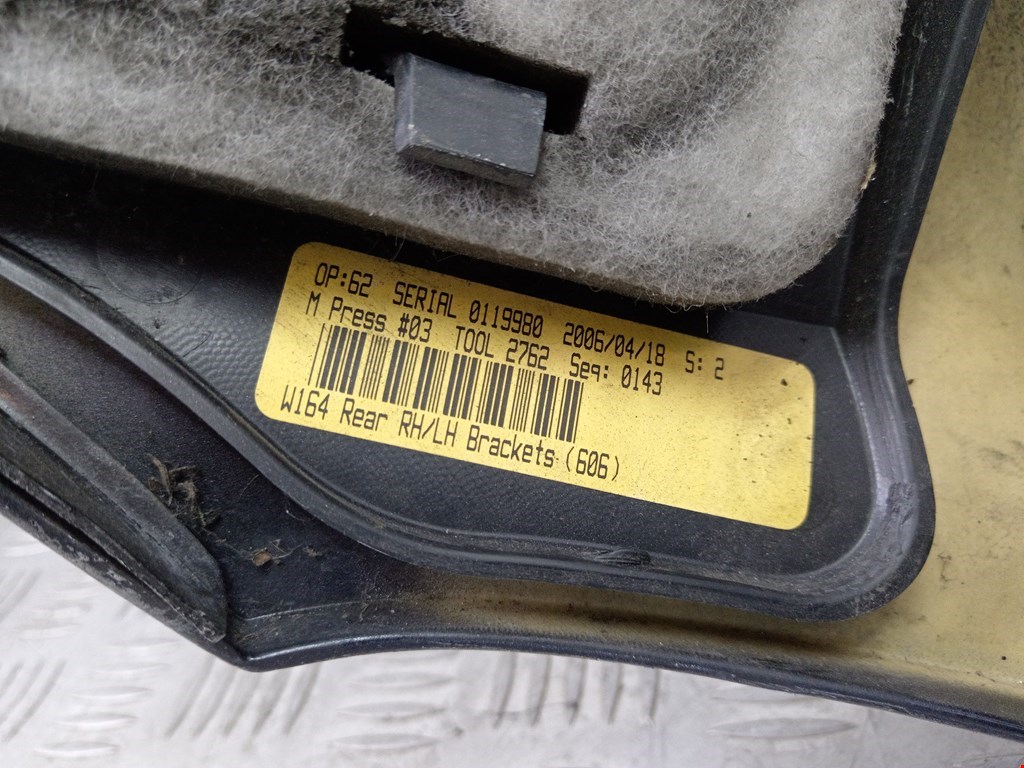 OP:62 SERIAL 0119980 2006/04/18 S: 2
M Press #03 TOOL 2762 Seq: 0143
W164 Rear RH/LH Brackets (606)